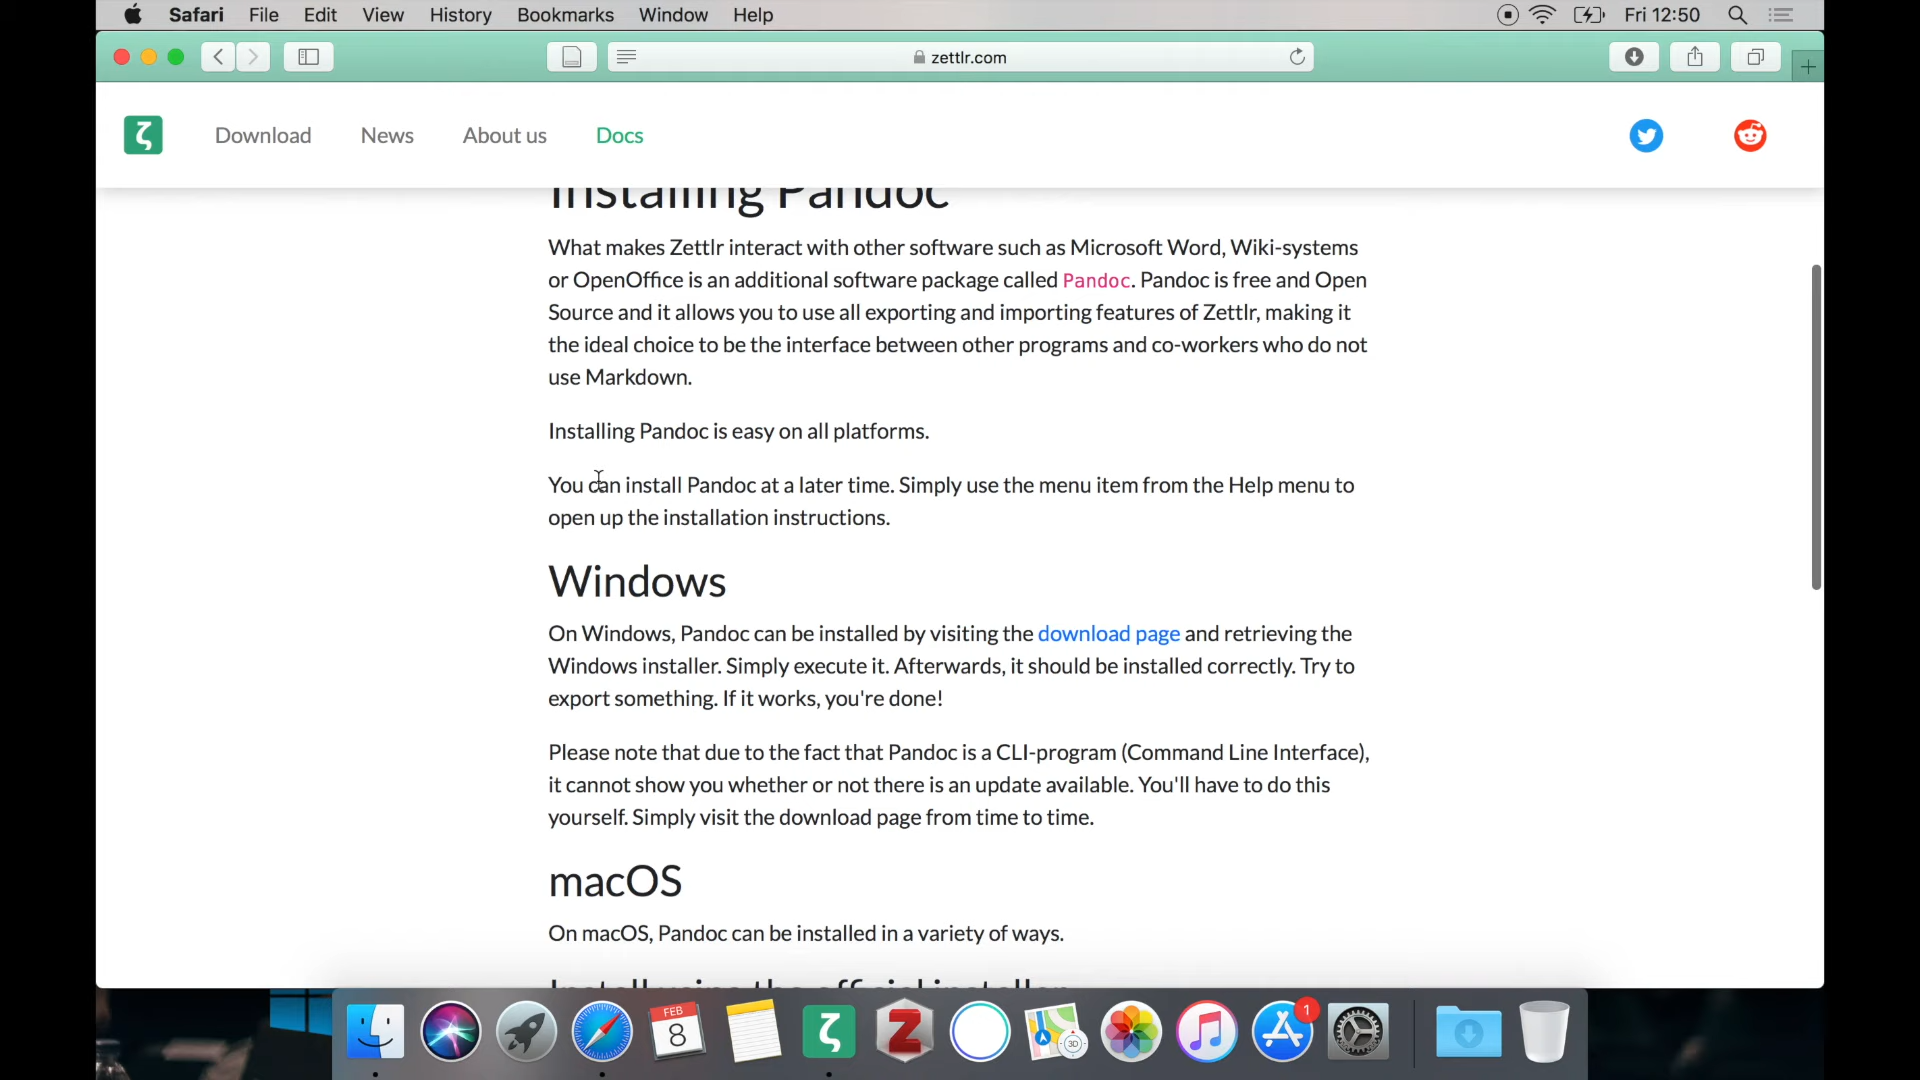 Safari File Edit View History Bookmarks Window Help Fri 12:50
zettlr.com
ζ Download News About us Docs
Installing Pandoc
What makes Zettlr interact with other software such as Microsoft Word, Wiki-systems
or OpenOffice is an additional software package called Pandoc. Pandoc is free and Open
Source and it allows you to use all exporting and importing features of Zettlr, making it
the ideal choice to be the interface between other programs and co-workers who do not
use Markdown.
Installing Pandoc is easy on all platforms.
You can install Pandoc at a later time. Simply use the menu item from the Help menu to
open up the installation instructions.
Windows
On Windows, Pandoc can be installed by visiting the download page and retrieving the
Windows installer. Simply execute it. Afterwards, it should be installed correctly. Try to
export something. If it works, you're done!
Please note that due to the fact that Pandoc is a CLI-program (Command Line Interface),
it cannot show you whether or not there is an update available. You'll have to do this
yourself. Simply visit the download page from time to time.
macOS
On macOS, Pandoc can be installed in a variety of ways.
Install using the official installer
FEB
8
ζ
Z
3D
1